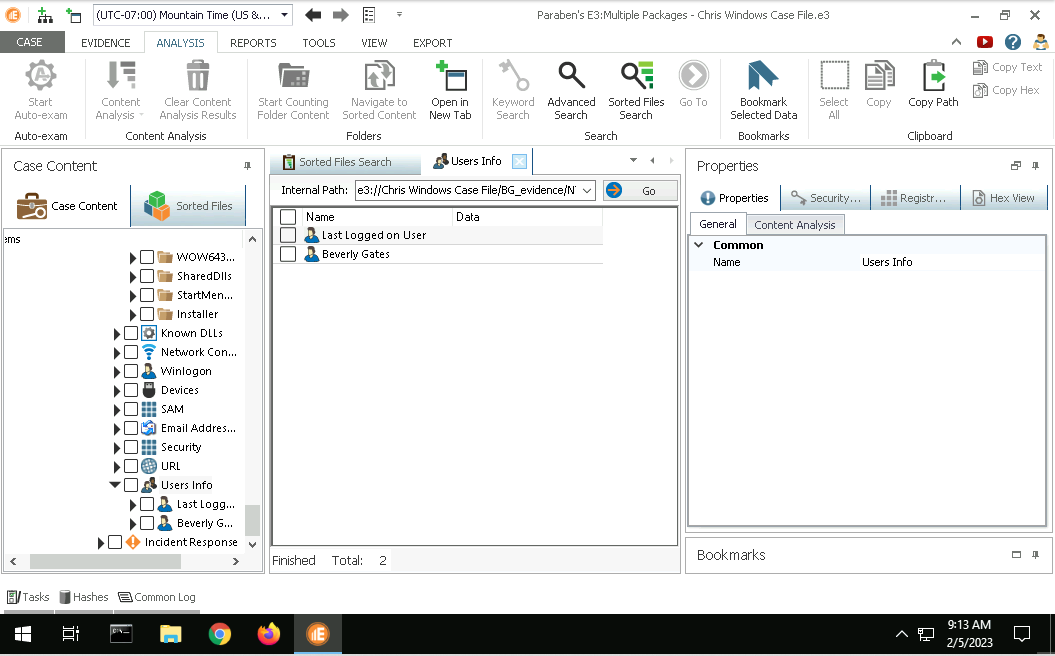 (UTC-07:00) Mountain Time (US &...
Paraben's E3:Multiple Packages - Chris Windows Case File.e3
CASE EVIDENCE ANALYSIS REPORTS TOOLS VIEW EXPORT
Start Auto-exam
Content Analysis
Clear Content Analysis Results
Start Counting Folder Content
Navigate to Sorted Content
Open in New Tab
Keyword Search
Advanced Search
Sorted Files Search
Go To
Bookmark Selected Data
Select All
Copy
Copy Path
Copy Text
Copy Hex
Auto-exam Content Analysis Folders Search Bookmarks Clipboard
Case Content
Case Content Sorted Files
ems
WOW643...
SharedDlls
StartMen...
Installer
Known DLLs
Network Con...
Winlogon
Devices
SAM
Email Addres...
Security
URL
Users Info
Last Logg...
Beverly G...
Incident Response
Sorted Files Search Users Info
Internal Path: e3://Chris Windows Case File/BG_evidence/NT Go
Name Data
Last Logged on User
Beverly Gates
Finished Total: 2
Properties
Properties Security... Registr... Hex View
General Content Analysis
Common
Name Users Info
Bookmarks
Tasks Hashes Common Log
9:13 AM
2/5/2023